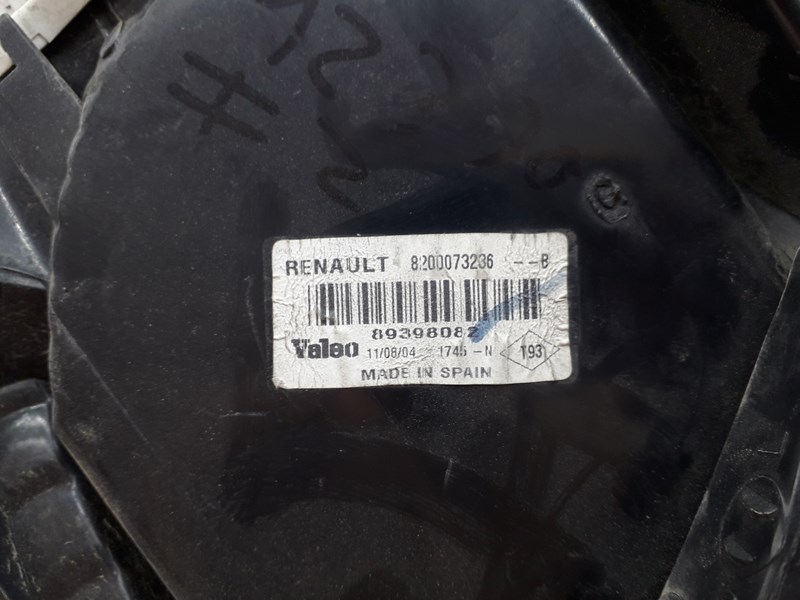 RENAULT 8200073236 --B
89398082
Valeo 11/08/04 1745 -N 193
MADE IN SPAIN